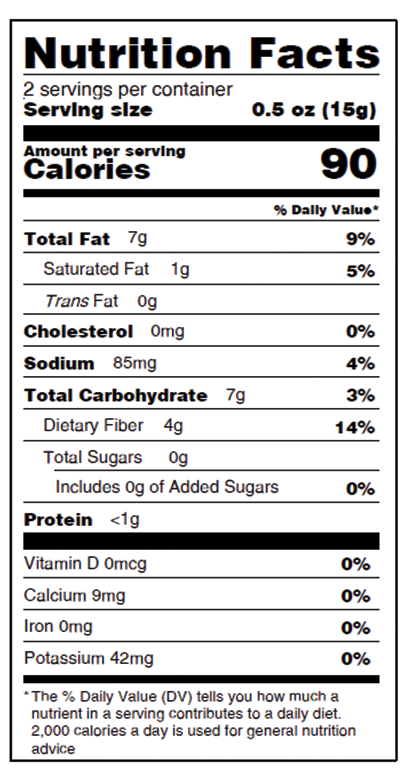 Nutrition Facts
2 servings per container
Serving size 0.5 oz (15g)
Amount per serving
Calories 90
% Daily Value*
Total Fat 7g 9%
Saturated Fat 1g 5%
Trans Fat 0g
Cholesterol 0mg 0%
Sodium 85mg 4%
Total Carbohydrate 7g 3%
Dietary Fiber 4g 14%
Total Sugars 0g
Includes 0g of Added Sugars 0%
Protein <1g
Vitamin D 0mcg 0%
Calcium 9mg 0%
Iron 0mg 0%
Potassium 42mg 0%
*The % Daily Value (DV) tells you how much a
nutrient in a serving contributes to a daily diet.
2,000 calories a day is used for general nutrition
advice